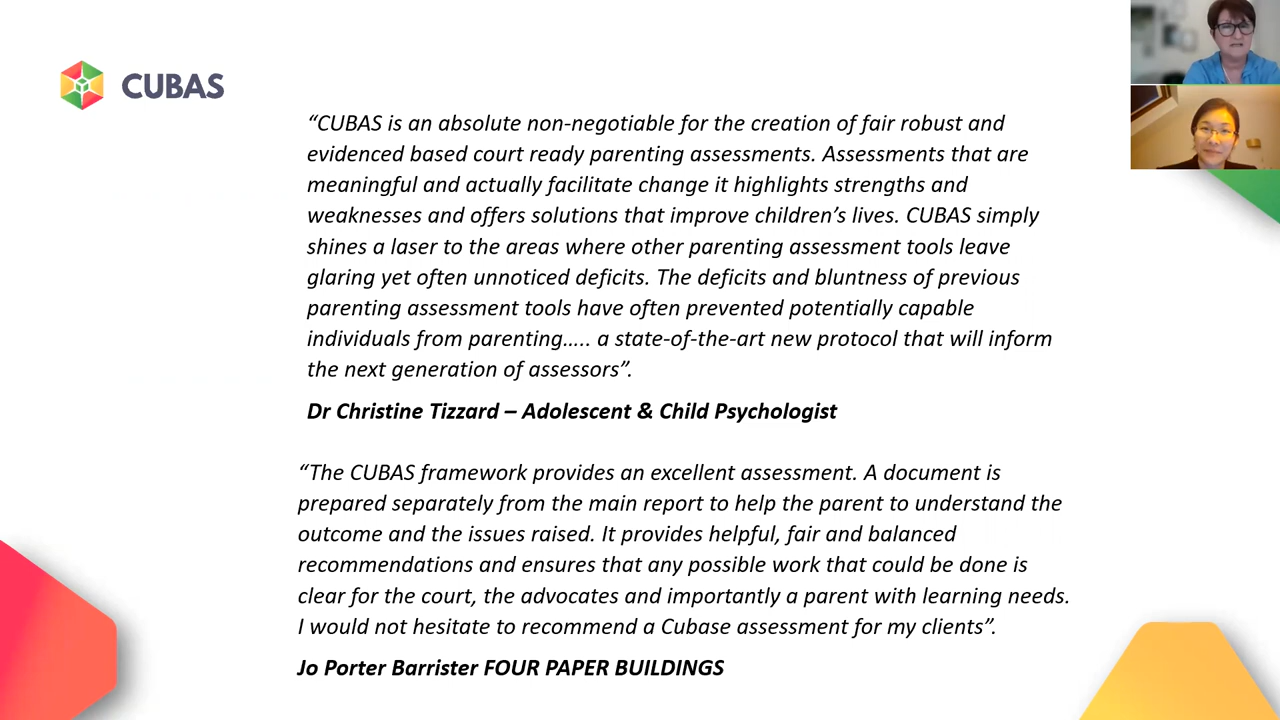 CUBAS
“CUBAS is an absolute non-negotiable for the creation of fair robust and
evidenced based court ready parenting assessments. Assessments that are
meaningful and actually facilitate change it highlights strengths and
weaknesses and offers solutions that improve children’s lives. CUBAS simply
shines a laser to the areas where other parenting assessment tools leave
glaring yet often unnoticed deficits. The deficits and bluntness of previous
parenting assessment tools have often prevented potentially capable
individuals from parenting….. a state-of-the-art new protocol that will inform
the next generation of assessors”.
Dr Christine Tizzard – Adolescent & Child Psychologist
“The CUBAS framework provides an excellent assessment. A document is
prepared separately from the main report to help the parent to understand the
outcome and the issues raised. It provides helpful, fair and balanced
recommendations and ensures that any possible work that could be done is
clear for the court, the advocates and importantly a parent with learning needs.
I would not hesitate to recommend a Cubase assessment for my clients”.
Jo Porter Barrister FOUR PAPER BUILDINGS